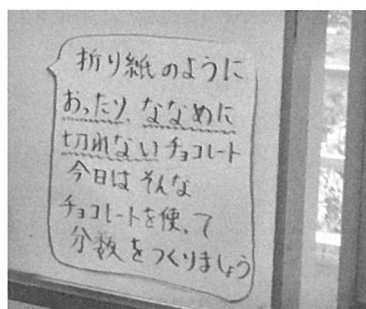 折り紙のように
おったり、ななめに
切れないチョコレート
今日はそんな
チョコレートを使って
分数をつくりましょう